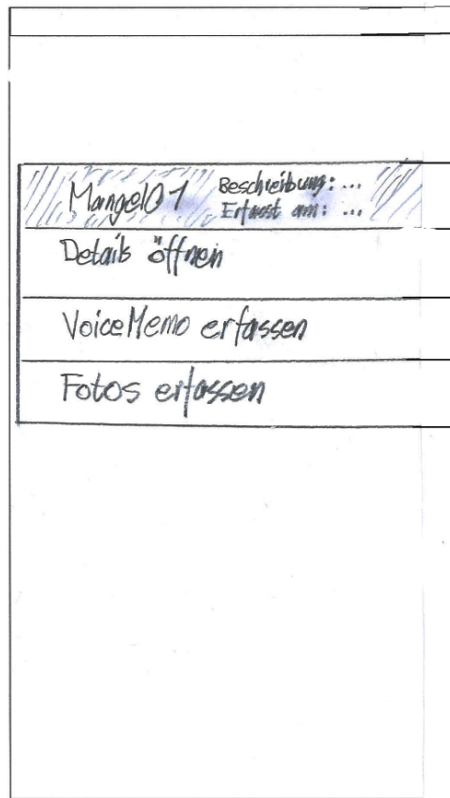 Mangel01
Beschreibung: ...
Erfasst am: ...
Details öffnen
VoiceMemo erfassen
Fotos erfassen